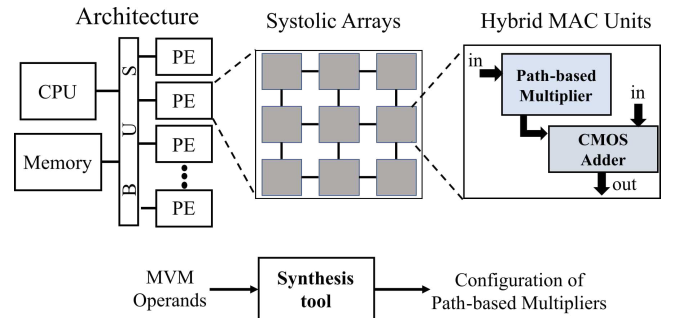 Architecture
Systolic Arrays
Hybrid MAC Units
CPU
Memory
S
U
B
PE
PE
PE
PE
in
Path-based
Multiplier
in
CMOS
Adder
out
MVM
Operands
Synthesis
tool
Configuration of
Path-based Multipliers